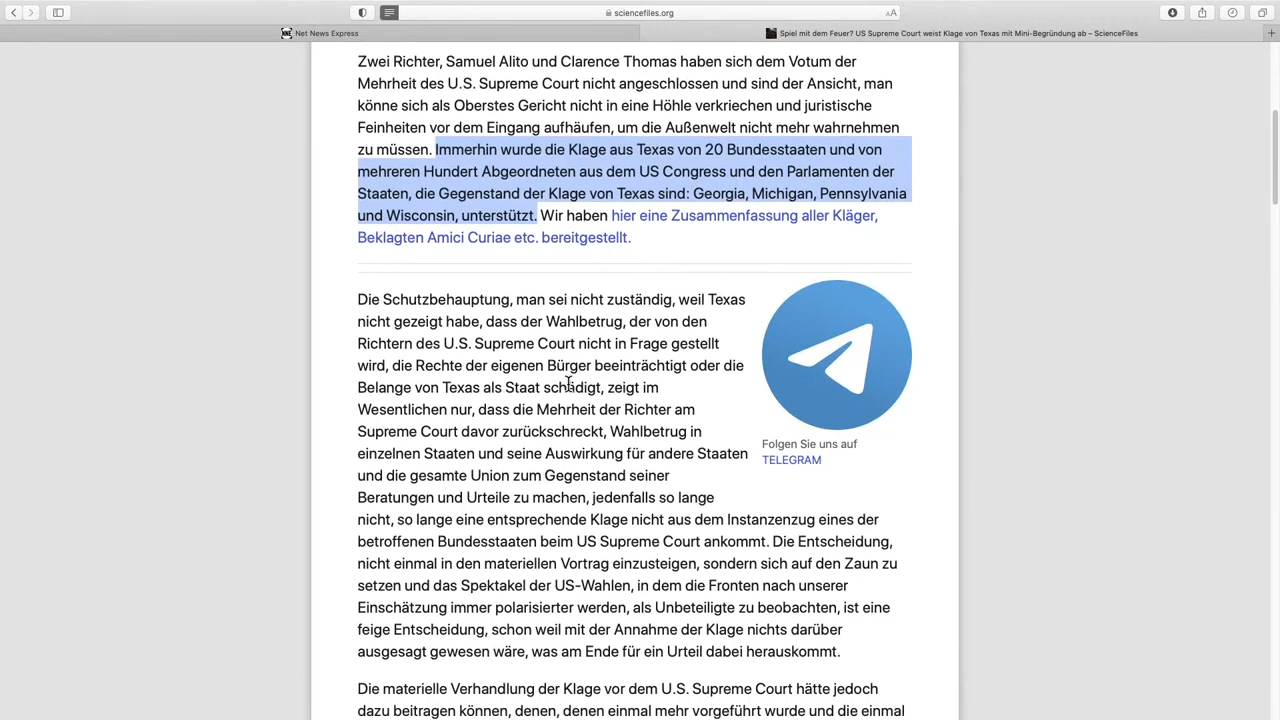 sciencefiles.org
AA
Net News Express
Spiel mit dem Feuer? US Supreme Court weist Klage von Texas mit Mini-Begründung ab – ScienceFiles
Zwei Richter, Samuel Alito und Clarence Thomas haben sich dem Votum der
Mehrheit des U.S. Supreme Court nicht angeschlossen und sind der Ansicht, man
könne sich als Oberstes Gericht nicht in eine Höhle verkriechen und juristische
Feinheiten vor dem Eingang aufhäufen, um die Außenwelt nicht mehr wahrnehmen
zu müssen. Immerhin wurde die Klage aus Texas von 20 Bundesstaaten und von
mehreren Hundert Abgeordneten aus dem US Congress und den Parlamenten der
Staaten, die Gegenstand der Klage von Texas sind: Georgia, Michigan, Pennsylvania
und Wisconsin, unterstützt. Wir haben hier eine Zusammenfassung aller Kläger,
Beklagten Amici Curiae etc. bereitgestellt.
Die Schutzbehauptung, man sei nicht zuständig, weil Texas
nicht gezeigt habe, dass der Wahlbetrug, der von den
Richtern des U.S. Supreme Court nicht in Frage gestellt
wird, die Rechte der eigenen Bürger beeinträchtigt oder die
Belange von Texas als Staat schädigt, zeigt im
Wesentlichen nur, dass die Mehrheit der Richter am
Supreme Court davor zurückschreckt, Wahlbetrug in
einzelnen Staaten und seine Auswirkung für andere Staaten
und die gesamte Union zum Gegenstand seiner
Beratungen und Urteile zu machen, jedenfalls so lange
nicht, so lange eine entsprechende Klage nicht aus dem Instanzenzug eines der
betroffenen Bundesstaaten beim US Supreme Court ankommt. Die Entscheidung,
nicht einmal in den materiellen Vortrag einzusteigen, sondern sich auf den Zaun zu
setzen und das Spektakel der US-Wahlen, in dem die Fronten nach unserer
Einschätzung immer polarisierter werden, als Unbeteiligte zu beobachten, ist eine
feige Entscheidung, schon weil mit der Annahme der Klage nichts darüber
ausgesagt gewesen wäre, was am Ende für ein Urteil dabei herauskommt.
Folgen Sie uns auf
TELEGRAM
Die materielle Verhandlung der Klage vor dem U.S. Supreme Court hätte jedoch
dazu beitragen können, denen, denen einmal mehr vorgeführt wurde und die einmal